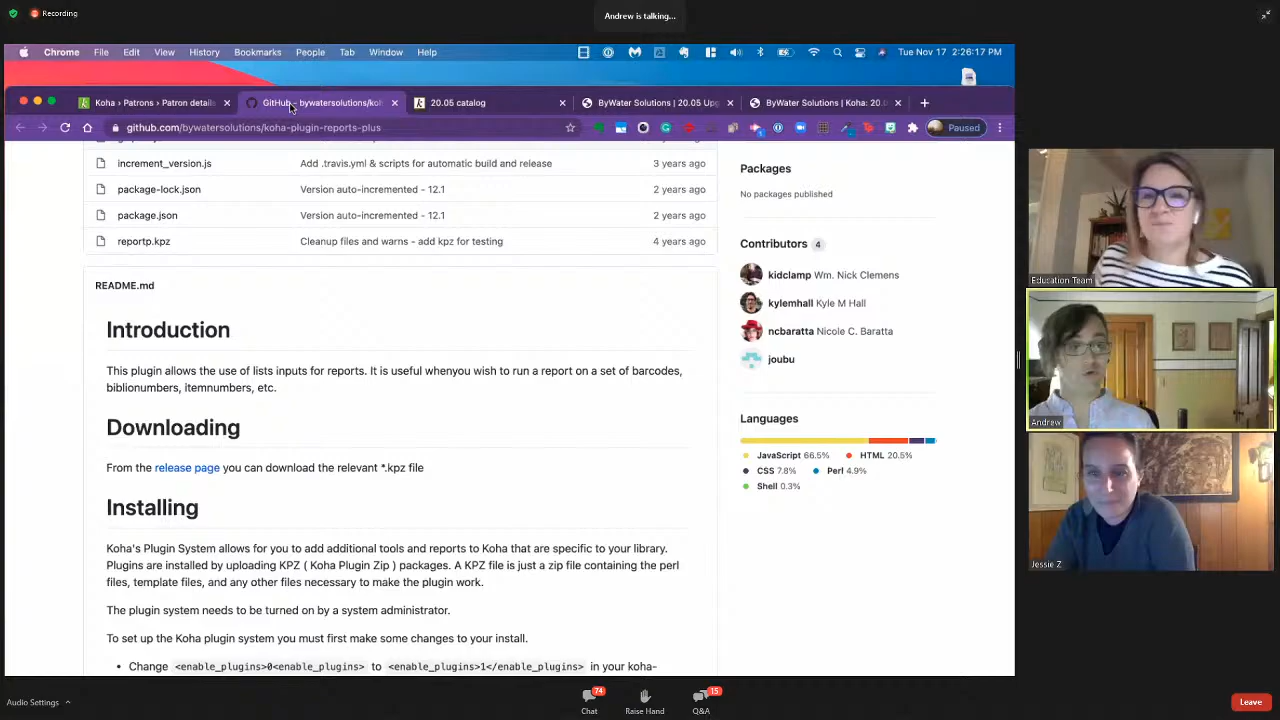 Recording
Andrew is talking...
Chrome File Edit View History Bookmarks People Tab Window Help
Tue Nov 17 2:26:17 PM
Koha › Patrons › Patron details
GitHub - bywatersolutions/koh
20.05 catalog
ByWater Solutions | 20.05 Upg
ByWater Solutions | Koha: 20.0
github.com/bywatersolutions/koha-plugin-reports-plus
Paused
increment_version.js Add .travis.yml & scripts for automatic build and release 3 years ago
package-lock.json Version auto-incremented - 12.1 2 years ago
package.json Version auto-incremented - 12.1 2 years ago
reportp.kpz Cleanup files and warns - add kpz for testing 4 years ago
README.md
Introduction
This plugin allows the use of lists inputs for reports. It is useful whenyou wish to run a report on a set of barcodes,
biblionumbers, itemnumbers, etc.
Downloading
From the release page you can download the relevant *.kpz file
Installing
Koha's Plugin System allows for you to add additional tools and reports to Koha that are specific to your library.
Plugins are installed by uploading KPZ ( Koha Plugin Zip ) packages. A KPZ file is just a zip file containing the perl
files, template files, and any other files necessary to make the plugin work.
The plugin system needs to be turned on by a system administrator.
To set up the Koha plugin system you must first make some changes to your install.
• Change <enable_plugins>0<enable_plugins> to <enable_plugins>1</enable_plugins> in your koha-
Packages
No packages published
Contributors 4
kidclamp Wm. Nick Clemens
kylemhall Kyle M Hall
ncbaratta Nicole C. Baratta
joubu
Languages
JavaScript 66.5% HTML 20.5%
CSS 7.8% Perl 4.9%
Shell 0.3%
Education Team
Andrew
Jessie Z
Audio Settings
74
Chat
Raise Hand
15
Q&A
Leave